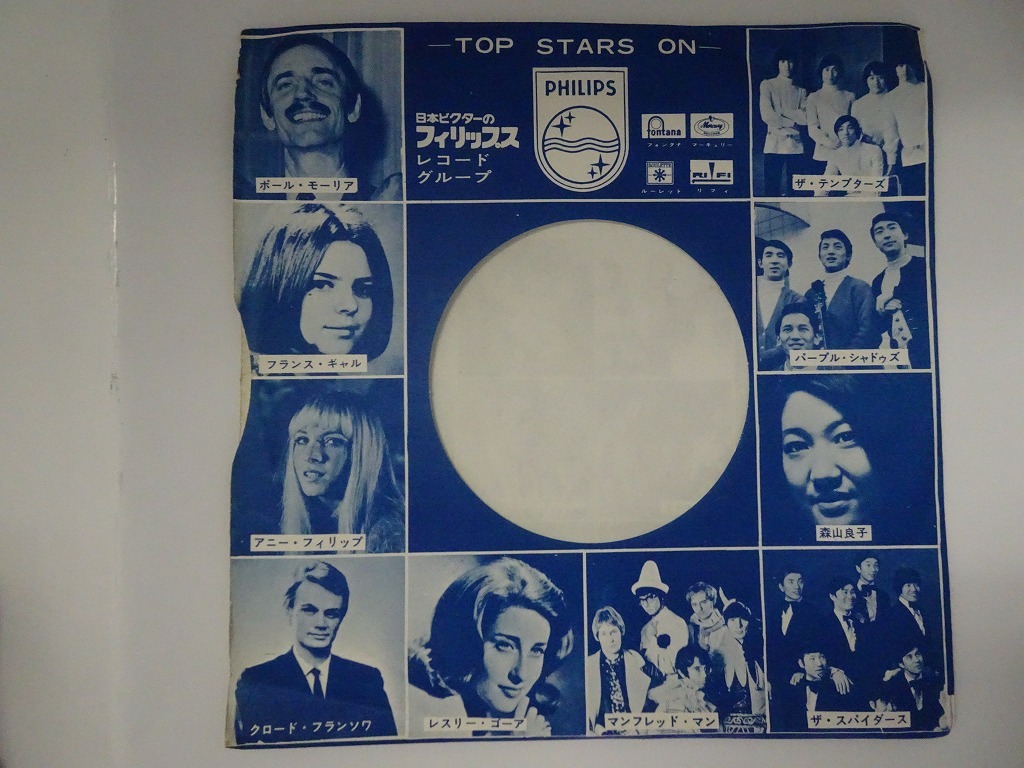 —TOP STARS ON—
PHILIPS
日本ビクターの
フィリップス
レコード
グループ
fontana
フォンタナ
Mercury
マーキュリー
ルーレット
RI-FI
リフィ
ポール・モーリア
ザ・テンプターズ
フランス・ギャル
パープル・シャドゥズ
アニー・フィリップ
森山良子
クロード・フランソワ
レスリー・ゴーア
マンフレッド・マン
ザ・スパイダース